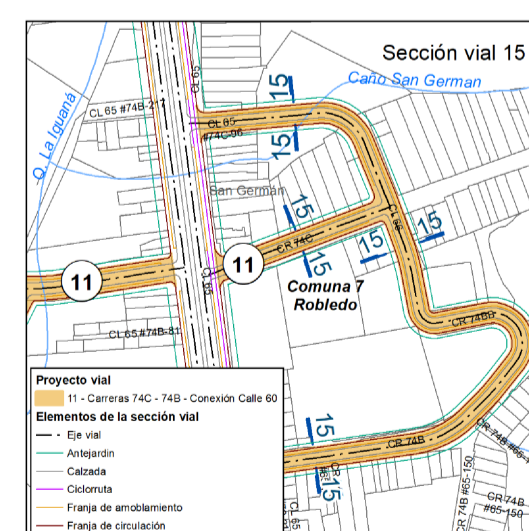 Sección vial 15
Caño San German
Q. La Iguaná
CL 65
CL 65 #74B-217
CL 65
#74C-96
15
15
San Germán
15
15
CR 74C
CL 66
15
15
11
11
CL 65
Comuna 7
Robledo
CL 65 #74B-81
CR 74BB
15
CR 74B
15
CR 74B #65-150
CR 74B
#65-150
Proyecto vial
11 - Carreras 74C - 74B - Conexión Calle 60
Elementos de la sección vial
Eje vial
Antejardin
Calzada
Ciclorruta
Franja de amoblamiento
Franja de circulación